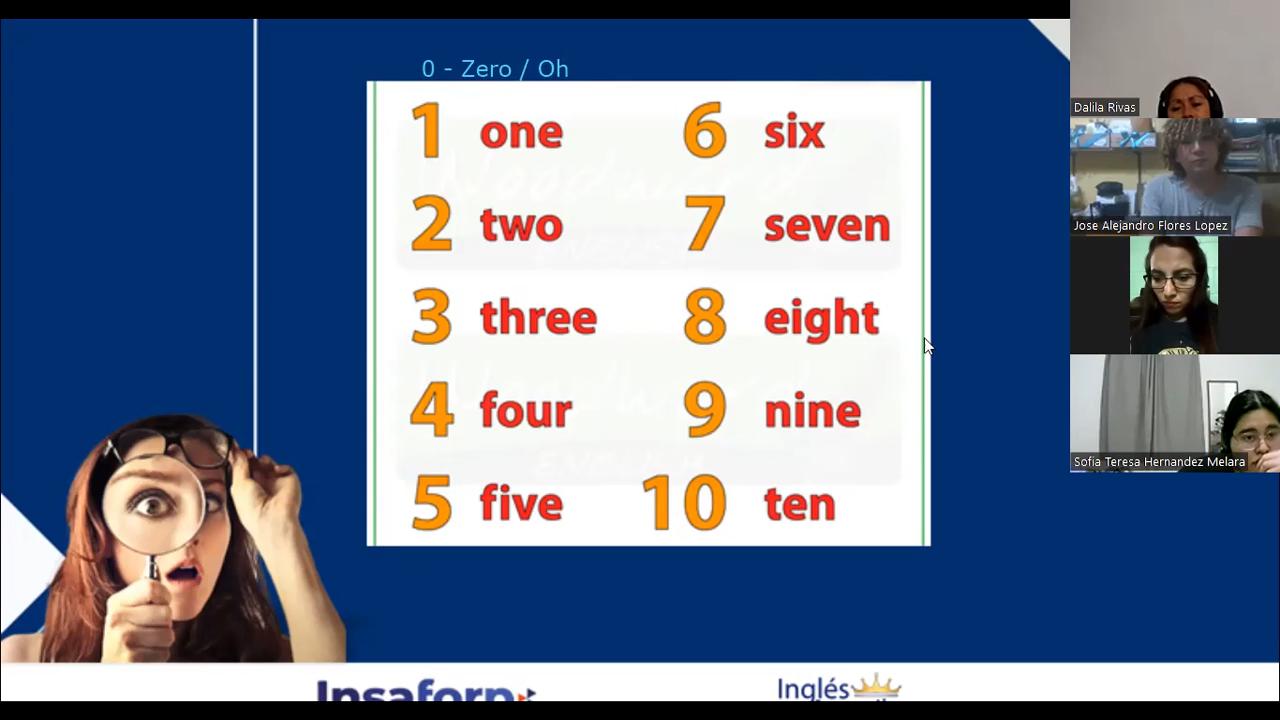 0 - Zero / Oh
1 one 6 six
2 two 7 seven
3 three 8 eight
4 four 9 nine
5 five 10 ten
Insaforp
Inglés
Dalila Rivas
Jose Alejandro Flores Lopez
Sofia Teresa Hernandez Melara